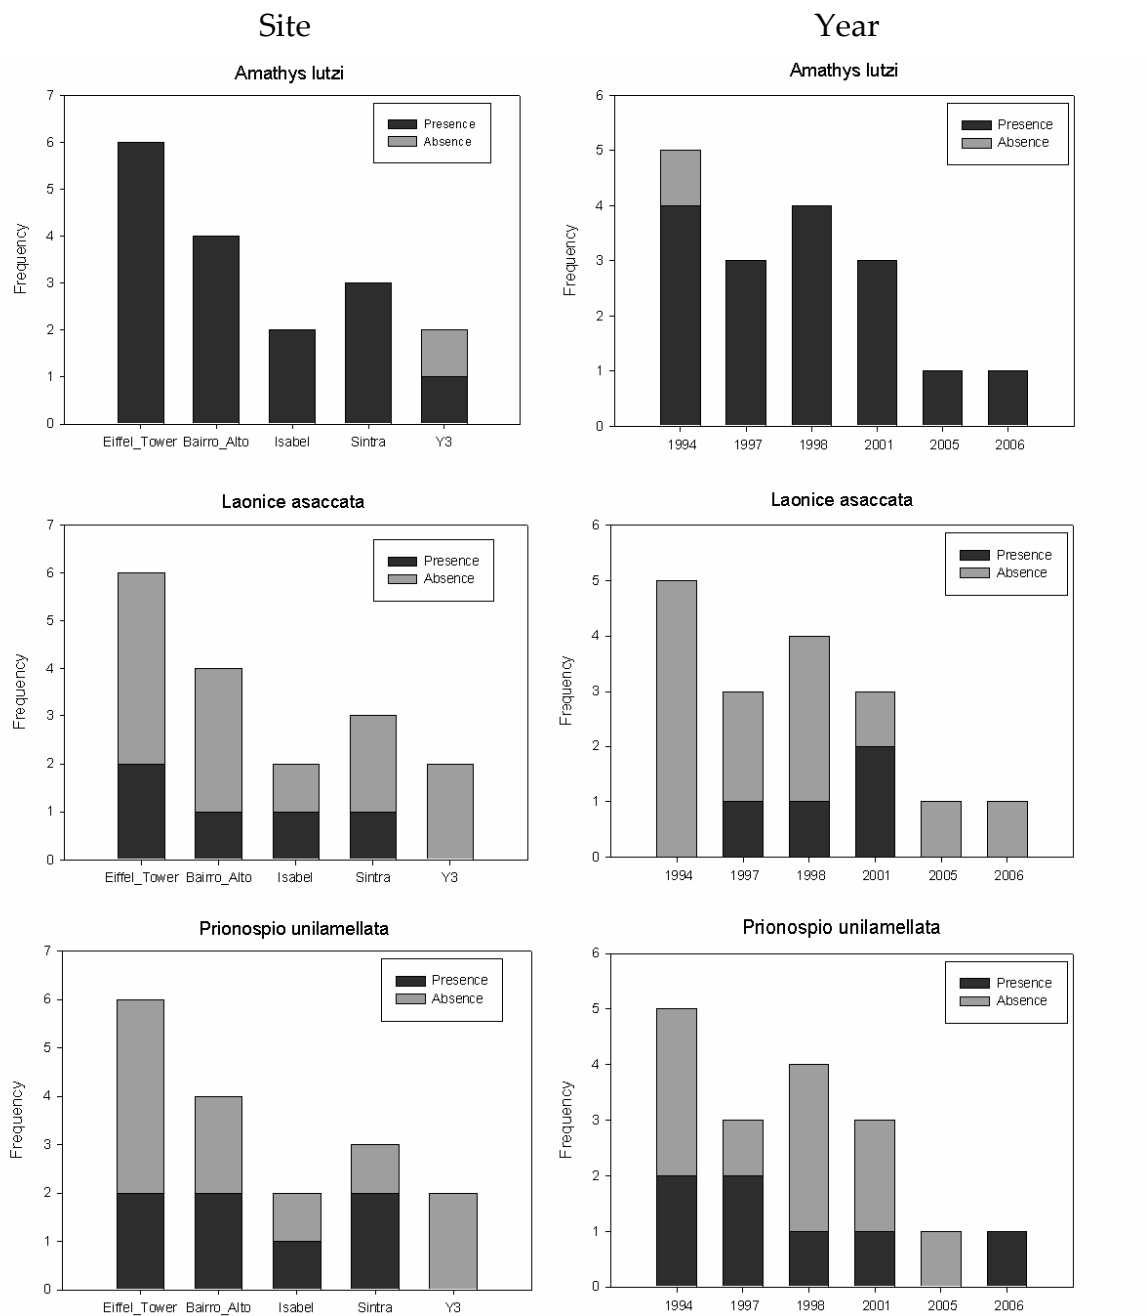 Site
Year
Amathys lutzi
7
6
5
4
3
2
1
0
Frequency
Presence
Absence
Eiffel_Tower Bairro_Alto Isabel Sintra Y3
Amathys lutzi
6
5
4
3
2
1
0
Frequency
Presence
Absence
1994 1997 1998 2001 2005 2006
Laonice asaccata
7
6
5
4
3
2
1
0
Frequency
Presence
Absence
Eiffel_Tower Bairro_Alto Isabel Sintra Y3
Laonice asaccata
6
5
4
3
2
1
0
Frequency
Presence
Absence
1994 1997 1998 2001 2005 2006
Prionospio unilamellata
7
6
5
4
3
2
1
0
Frequency
Presence
Absence
Eiffel_Tower Bairro_Alto Isabel Sintra Y3
Prionospio unilamellata
6
5
4
3
2
1
0
Frequency
Presence
Absence
1994 1997 1998 2001 2005 2006